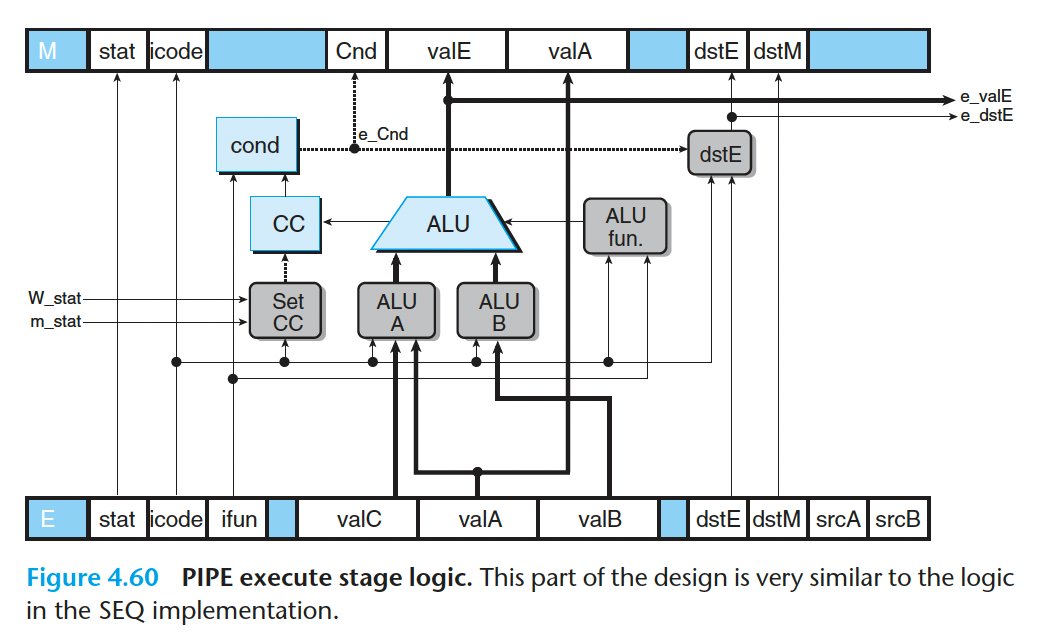 M stat icode Cnd valE valA dstE dstM
e_valE
e_dstE
e_Cnd
cond
dstE
CC
ALU
ALU
fun.
W_stat
m_stat
Set
CC
ALU
A
ALU
B
E stat icode ifun valC valA valB dstE dstM srcA srcB
Figure 4.60 PIPE execute stage logic. This part of the design is very similar to the logic
in the SEQ implementation.